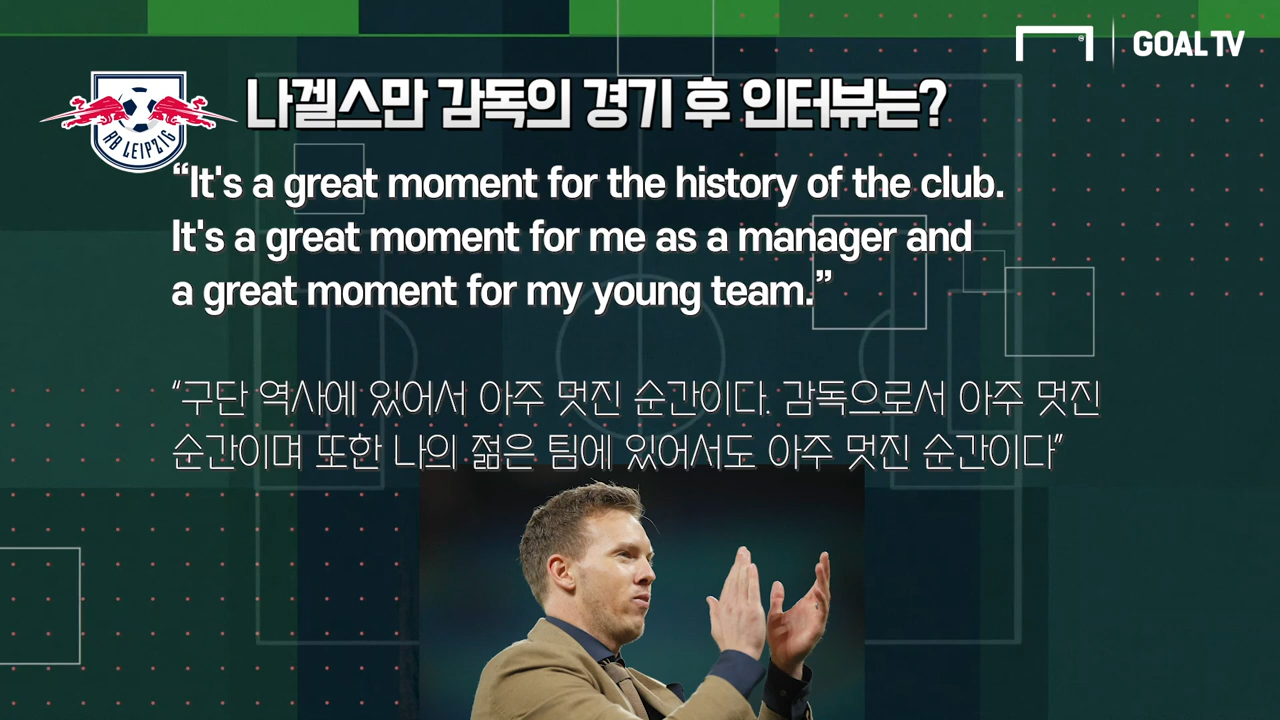 GOAL TV
나겔스만 감독의 경기 후 인터뷰는?
RB LEIPZIG
“It's a great moment for the history of the club.
It's a great moment for me as a manager and
a great moment for my young team.”
“구단 역사에 있어서 아주 멋진 순간이다. 감독으로서 아주 멋진
순간이며 또한 나의 젊은 팀에 있어서도 아주 멋진 순간이다”